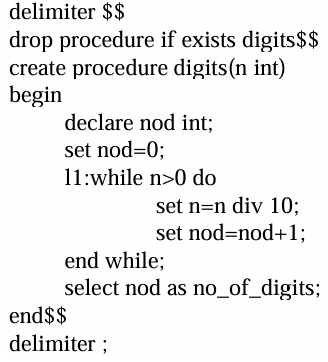 delimiter $$
drop procedure if exists digits$$
create procedure digits(n int)
begin
declare nod int;
set nod=0;
l1:while n>0 do
set n=n div 10;
set nod=nod+1;
end while;
select nod as no_of_digits;
end$$
delimiter ;